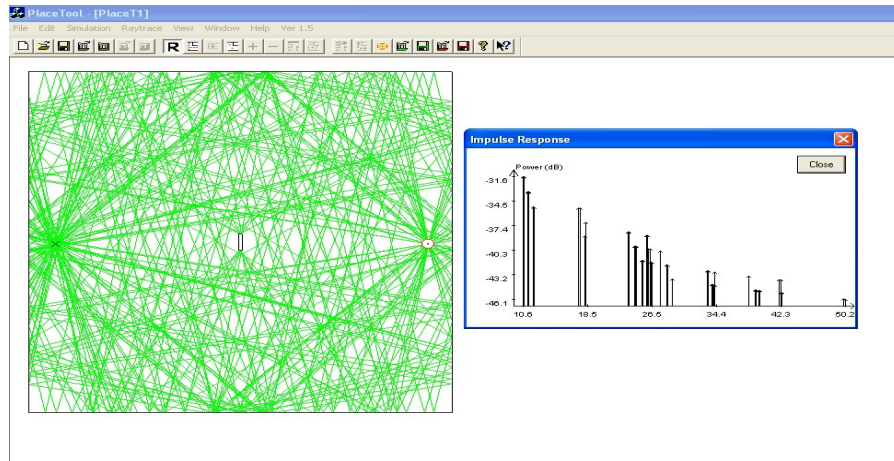 PlaceTool - [PlaceT1]
File Edit Simulation Raytrace View Window Help Ver 1.5
R
Impulse Response
Power (dB)
Close
-31.6
-34.5
-37.4
-40.3
-43.2
-46.1
10.6 18.5 26.5 34.4 42.3 50.2